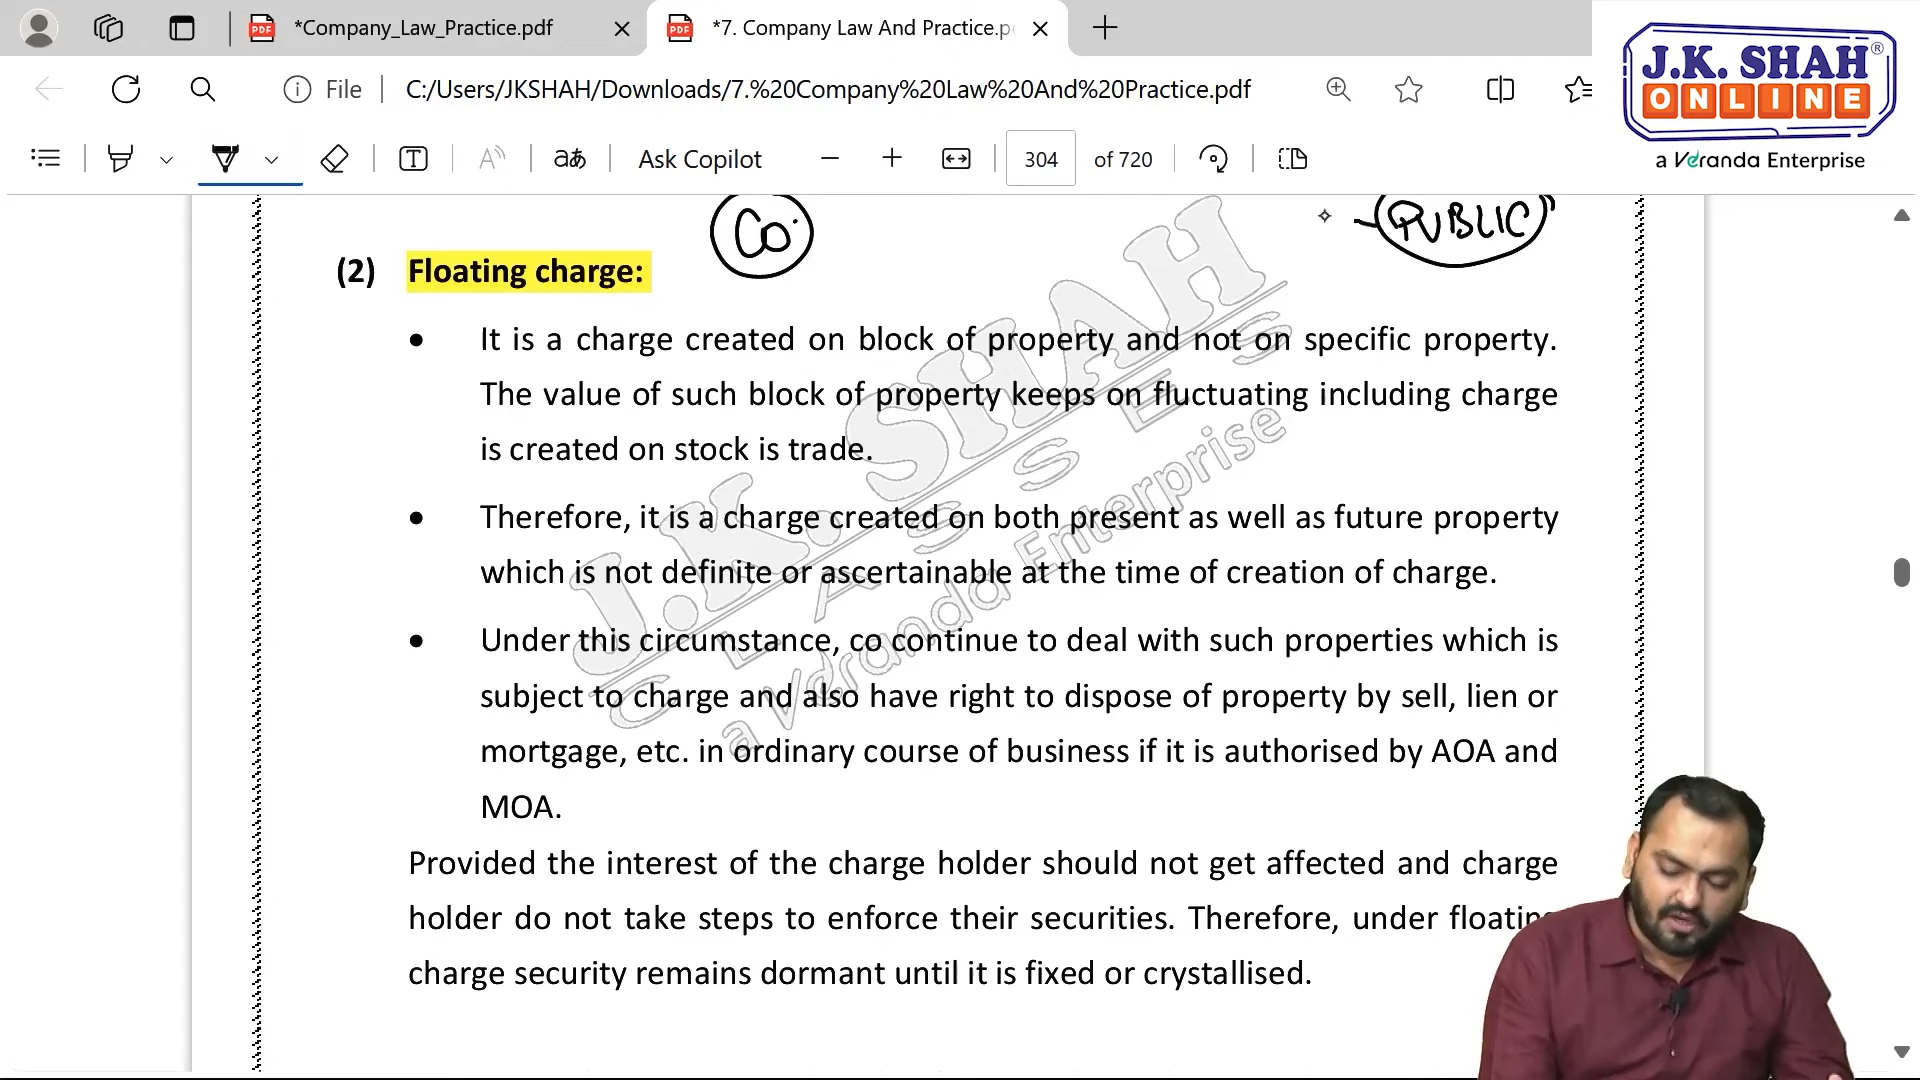 *Company_Law_Practice.pdf
*7. Company Law And Practice.p
File
C:/Users/JKSHAH/Downloads/7.%20Company%20Law%20And%20Practice.pdf
J.K. SHAH®
ONLINE
a Veranda Enterprise
Ask Copilot
304 of 720
Co.
PUBLIC
(2) Floating charge:
• It is a charge created on block of property and not on specific property.
The value of such block of property keeps on fluctuating including charge
is created on stock is trade.
• Therefore, it is a charge created on both present as well as future property
which is not definite or ascertainable at the time of creation of charge.
• Under this circumstance, co continue to deal with such properties which is
subject to charge and also have right to dispose of property by sell, lien or
mortgage, etc. in ordinary course of business if it is authorised by AOA and
MOA.
Provided the interest of the charge holder should not get affected and charge
holder do not take steps to enforce their securities. Therefore, under floating
charge security remains dormant until it is fixed or crystallised.
J.K. SHAH
CLASSES
a Veranda Enterprise